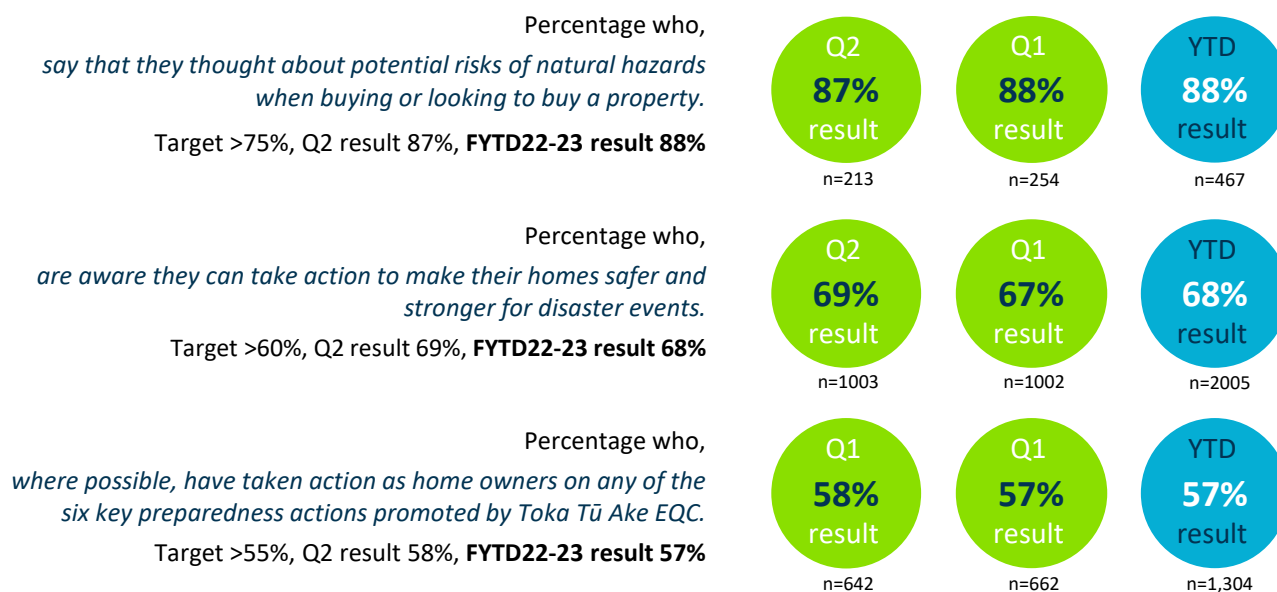 Percentage who,
say that they thought about potential risks of natural hazards
when buying or looking to buy a property.
Target >75%, Q2 result 87%, FYTD22-23 result 88%
Q2
87%
result
n=213
Q1
88%
result
n=254
YTD
88%
result
n=467
Percentage who,
are aware they can take action to make their homes safer and
stronger for disaster events.
Target >60%, Q2 result 69%, FYTD22-23 result 68%
Q2
69%
result
n=1003
Q1
67%
result
n=1002
YTD
68%
result
n=2005
Percentage who,
where possible, have taken action as home owners on any of the
six key preparedness actions promoted by Toka Tū Ake EQC.
Target >55%, Q2 result 58%, FYTD22-23 result 57%
Q1
58%
result
n=642
Q1
57%
result
n=662
YTD
57%
result
n=1,304